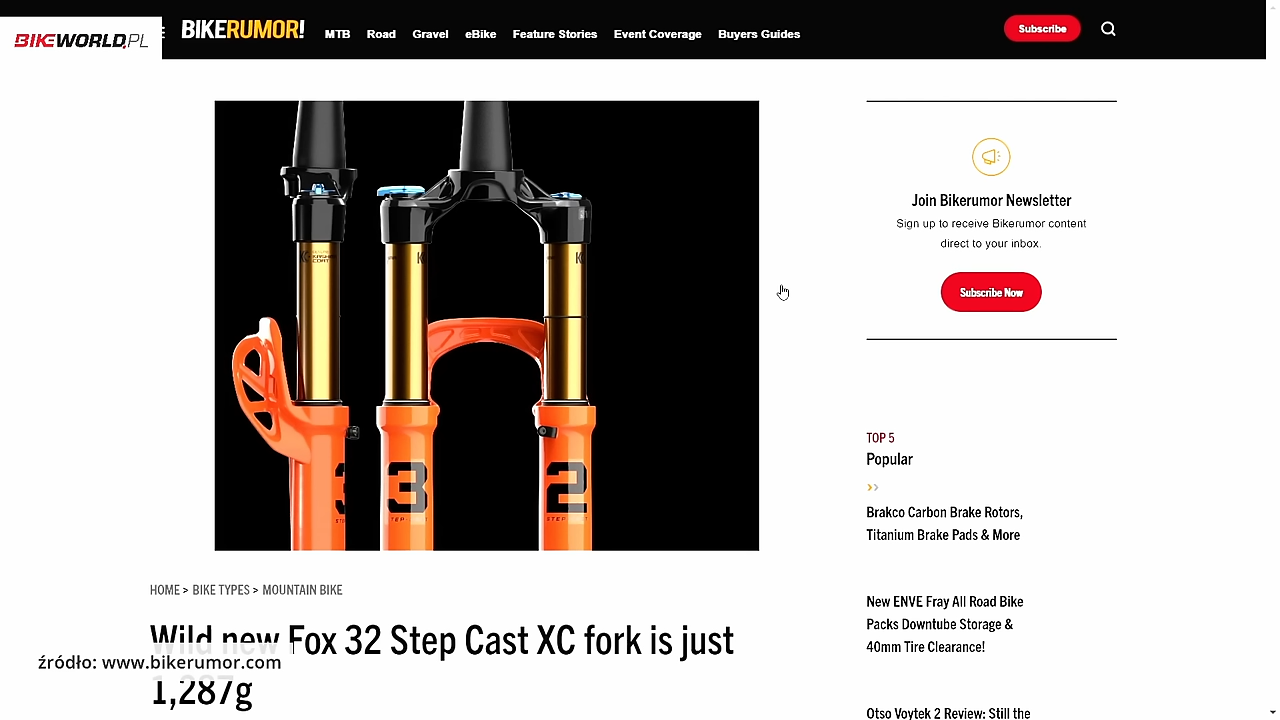 BIKEWORLD.PL
BIKERUMOR!
MTB Road Gravel eBike Feature Stories Event Coverage Buyers Guides
Subscribe
Join Bikerumor Newsletter
Sign up to receive Bikerumor content
direct to your inbox.
Subscribe Now
3 3 2
TOP 5
Popular
Brakco Carbon Brake Rotors,
Titanium Brake Pads & More
New ENVE Fray All Road Bike
Packs Downtube Storage &
40mm Tire Clearance!
Otso Voytek 2 Review: Still the
HOME > BIKE TYPES > MOUNTAIN BIKE
Wild new Fox 32 Step Cast XC fork is just
1,287g
źródło: www.bikerumor.com